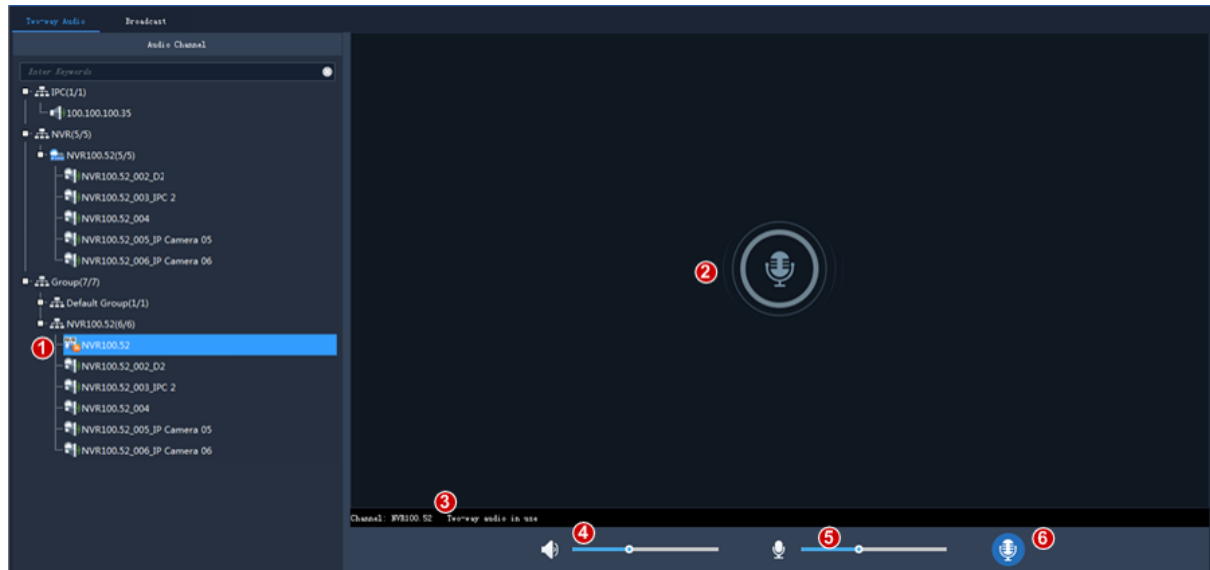 Two-way Audio Broadcast
Audio Channel
Enter Keywords
IPC(1/1)
100.100.100.35
NVR(5/5)
NVR100.52(5/5)
NVR100.52_002_D2
NVR100.52_003_IPC 2
NVR100.52_004
NVR100.52_005_IP Camera 05
NVR100.52_006_IP Camera 06
Group(7/7)
Default Group(1/1)
NVR100.52(6/6)
1 NVR100.52
NVR100.52_002_D2
NVR100.52_003_IPC 2
NVR100.52_004
NVR100.52_005_IP Camera 05
NVR100.52_006_IP Camera 06
2
3
Channel: NVR100.52 Two-way audio in use
4 5 6